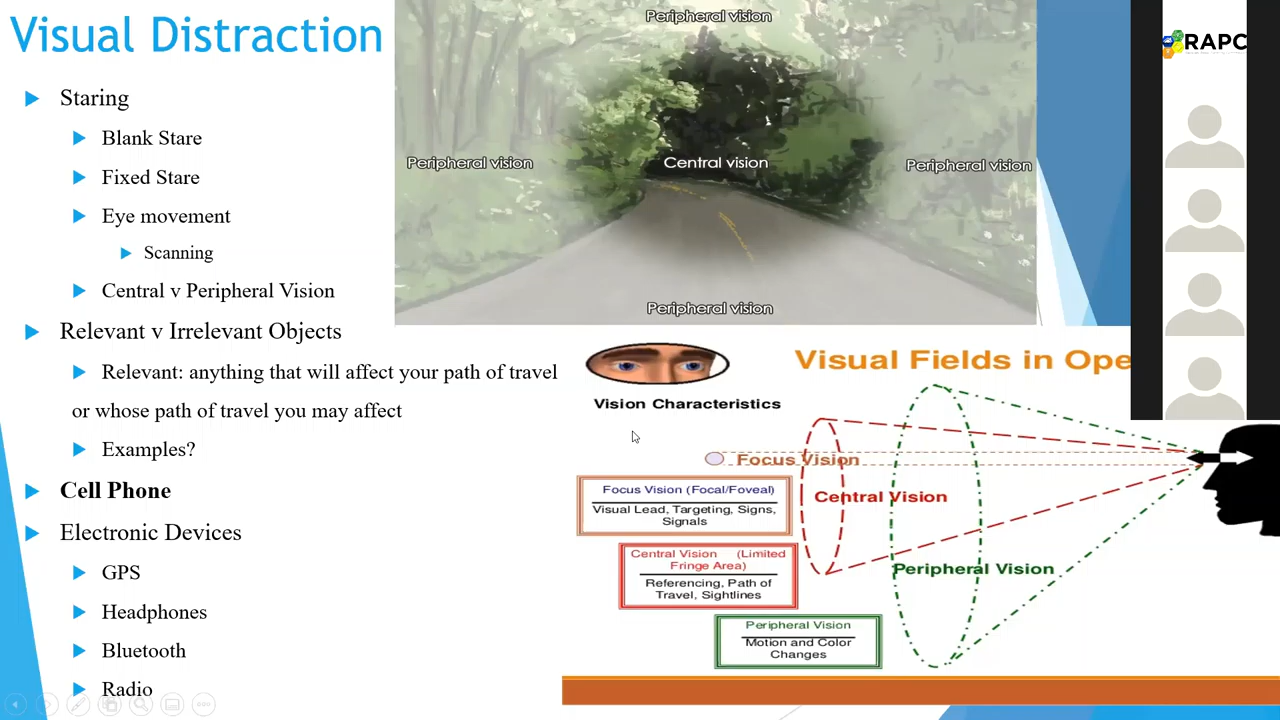 Visual Distraction
Staring
Blank Stare
Fixed Stare
Eye movement
Scanning
Central v Peripheral Vision
Relevant v Irrelevant Objects
Relevant: anything that will affect your path of travel
or whose path of travel you may affect
Examples?
Cell Phone
Electronic Devices
GPS
Headphones
Bluetooth
Radio
Peripheral vision
Peripheral vision
Central vision
Peripheral vision
Peripheral vision
Visual Fields in Ope
Vision Characteristics
Focus Vision
Central Vision
Peripheral Vision
Focus Vision (Focal/Foveal)
Visual Lead, Targeting, Signs,
Signals
Central Vision (Limited
Fringe Area)
Referencing, Path of
Travel, Sightlines
Peripheral Vision
Motion and Color
Changes
RAPC